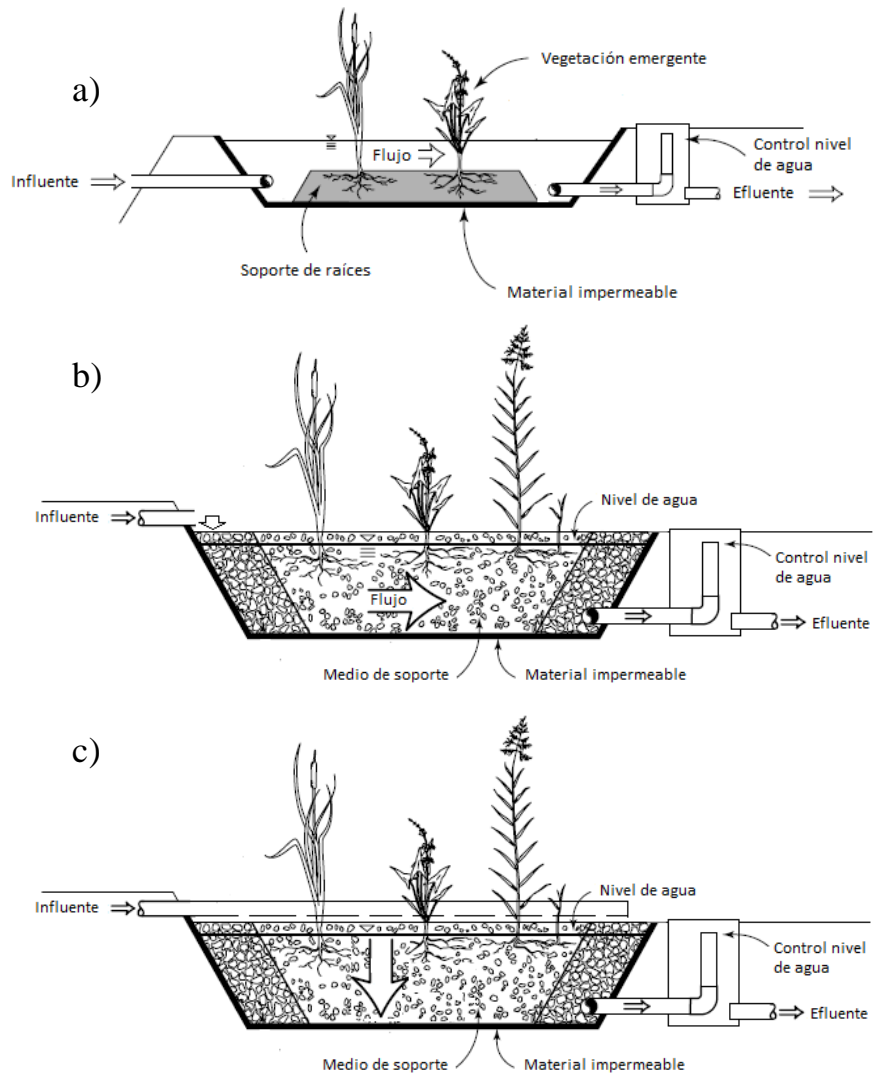 a)
Vegetación emergente
Control nivel
de agua
Flujo
Influente
Efluente
Soporte de raíces
Material impermeable
b)
Nivel de agua
Influente
Control nivel
de agua
Flujo
Efluente
Medio de soporte
Material impermeable
c)
Nivel de agua
Influente
Control nivel
de agua
Efluente
Medio de soporte
Material impermeable